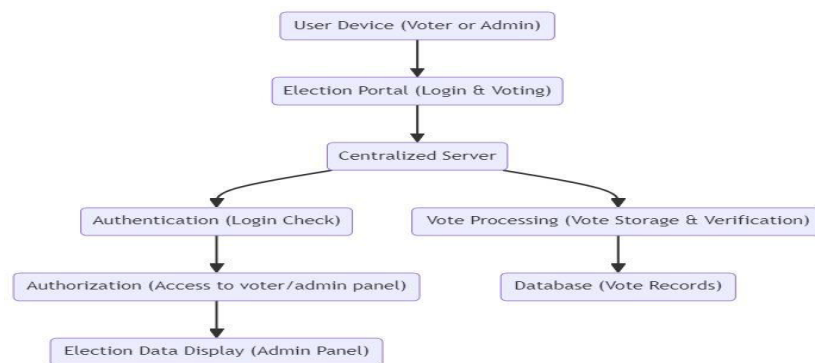 User Device (Voter or Admin)
Election Portal (Login & Voting)
Centralized Server
Authentication (Login Check)
Vote Processing (Vote Storage & Verification)
Authorization (Access to voter/admin panel)
Database (Vote Records)
Election Data Display (Admin Panel)